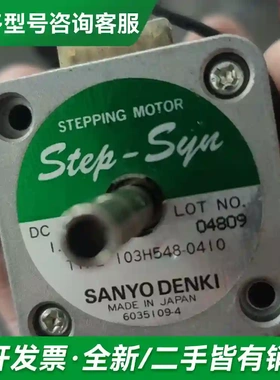 型号咨询客服
STEPPING MOTOR
Step-Syn
DC
LOT NO.
1.
04809
103H548-0410
SANYO DENKI
MADE IN JAPAN
6035109-4
开发票·全新/二手皆有